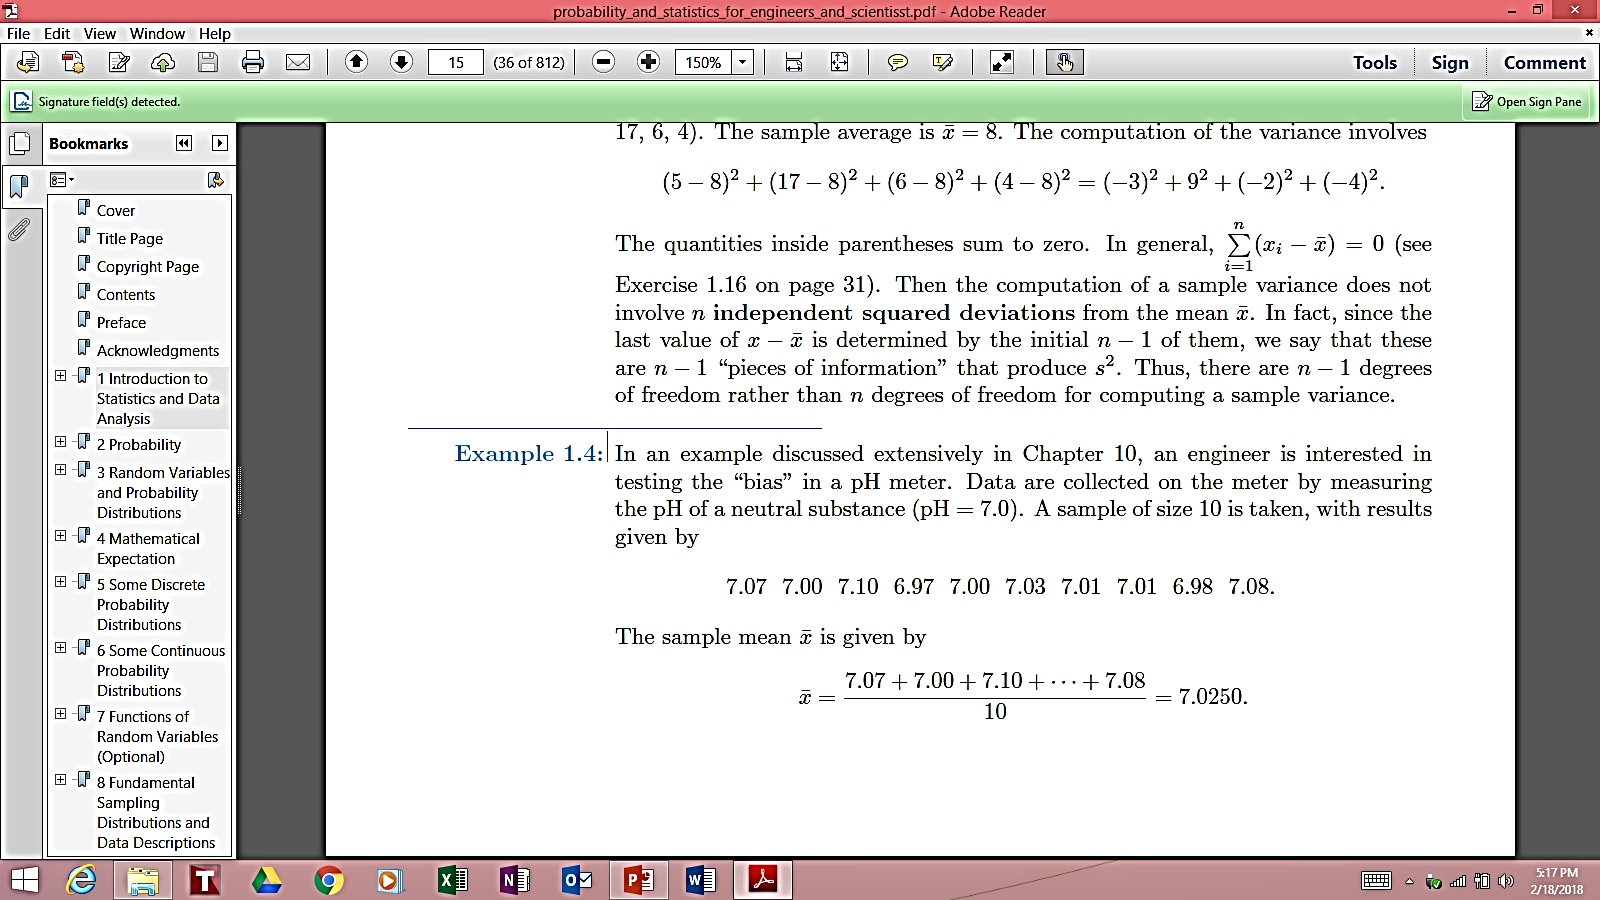 probability_and_statistics_for_engineers_and_scientisst.pdf - Adobe Reader
File Edit View Window Help
15 (36 of 812) 150% Tools Sign Comment
Signature field(s) detected.
Open Sign Pane
Bookmarks
Cover
Title Page
Copyright Page
Contents
Preface
Acknowledgments
1 Introduction to
Statistics and Data
Analysis
2 Probability
3 Random Variables
and Probability
Distributions
4 Mathematical
Expectation
5 Some Discrete
Probability
Distributions
6 Some Continuous
Probability
Distributions
7 Functions of
Random Variables
(Optional)
8 Fundamental
Sampling
Distributions and
Data Descriptions
17, 6, 4). The sample average is x̄ = 8. The computation of the variance involves
(5 − 8)² + (17 − 8)² + (6 − 8)² + (4 − 8)² = (−3)² + 9² + (−2)² + (−4)².
The quantities inside parentheses sum to zero. In general, ∑ⁿᵢ₌₁(xᵢ − x̄) = 0 (see
Exercise 1.16 on page 31). Then the computation of a sample variance does not
involve n independent squared deviations from the mean x̄. In fact, since the
last value of x − x̄ is determined by the initial n − 1 of them, we say that these
are n − 1 “pieces of information” that produce s². Thus, there are n − 1 degrees
of freedom rather than n degrees of freedom for computing a sample variance.
Example 1.4: In an example discussed extensively in Chapter 10, an engineer is interested in
testing the “bias” in a pH meter. Data are collected on the meter by measuring
the pH of a neutral substance (pH = 7.0). A sample of size 10 is taken, with results
given by
7.07 7.00 7.10 6.97 7.00 7.03 7.01 7.01 6.98 7.08.
The sample mean x̄ is given by
x̄ = (7.07 + 7.00 + 7.10 + ··· + 7.08)/10 = 7.0250.
5:17 PM
2/18/2018